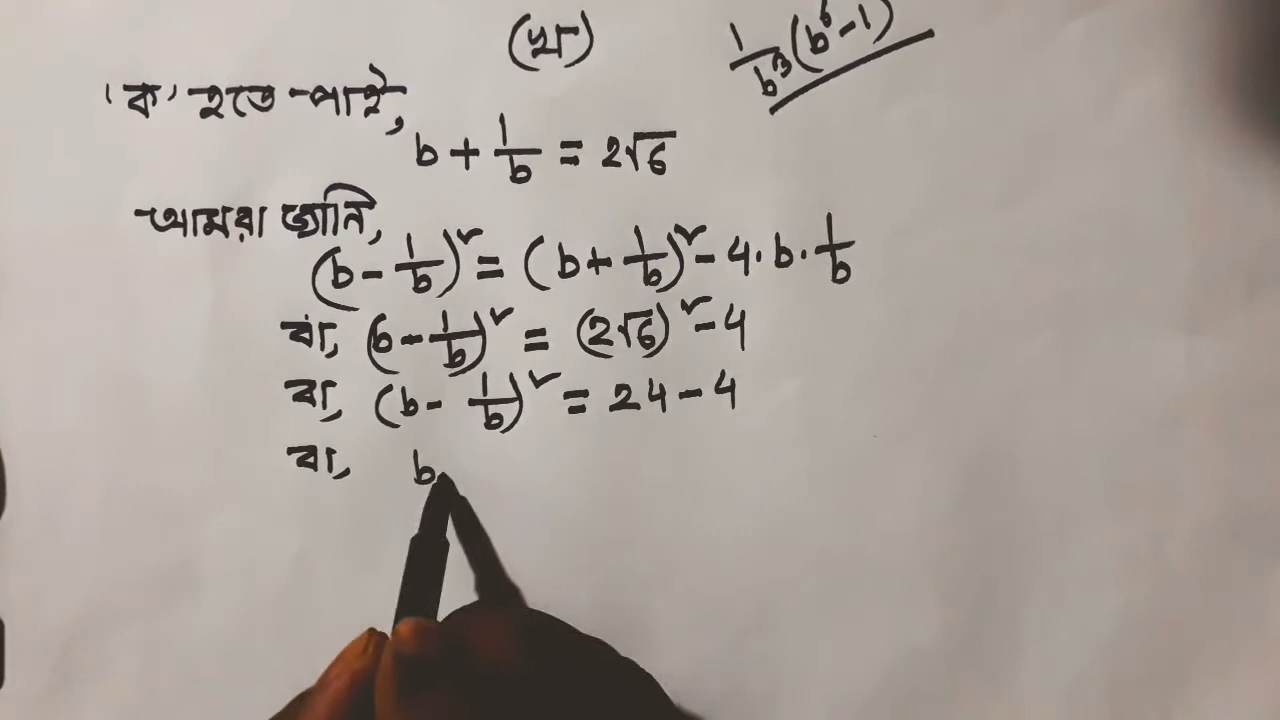 (খ)
1/b³ (b⁶ - 1)
'ক' হতে পাই,
b + 1/b = 2√6
আমরা জানি,
(b - 1/b)² = (b + 1/b)² - 4 · b · 1/b
বা, (b - 1/b)² = (2√6)² - 4
বা, (b - 1/b)² = 24 - 4
বা, b